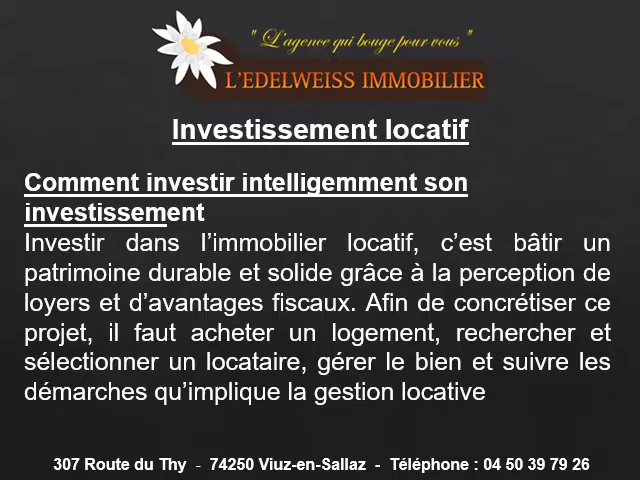 " L'agence qui bouge pour vous "
L'EDELWEISS IMMOBILIER
Investissement locatif
Comment investir intelligemment son
investissement
Investir dans l’immobilier locatif, c’est bâtir un
patrimoine durable et solide grâce à la perception de
loyers et d’avantages fiscaux. Afin de concrétiser ce
projet, il faut acheter un logement, rechercher et
sélectionner un locataire, gérer le bien et suivre les
démarches qu’implique la gestion locative
307 Route du Thy - 74250 Viuz-en-Sallaz - Téléphone : 04 50 39 79 26